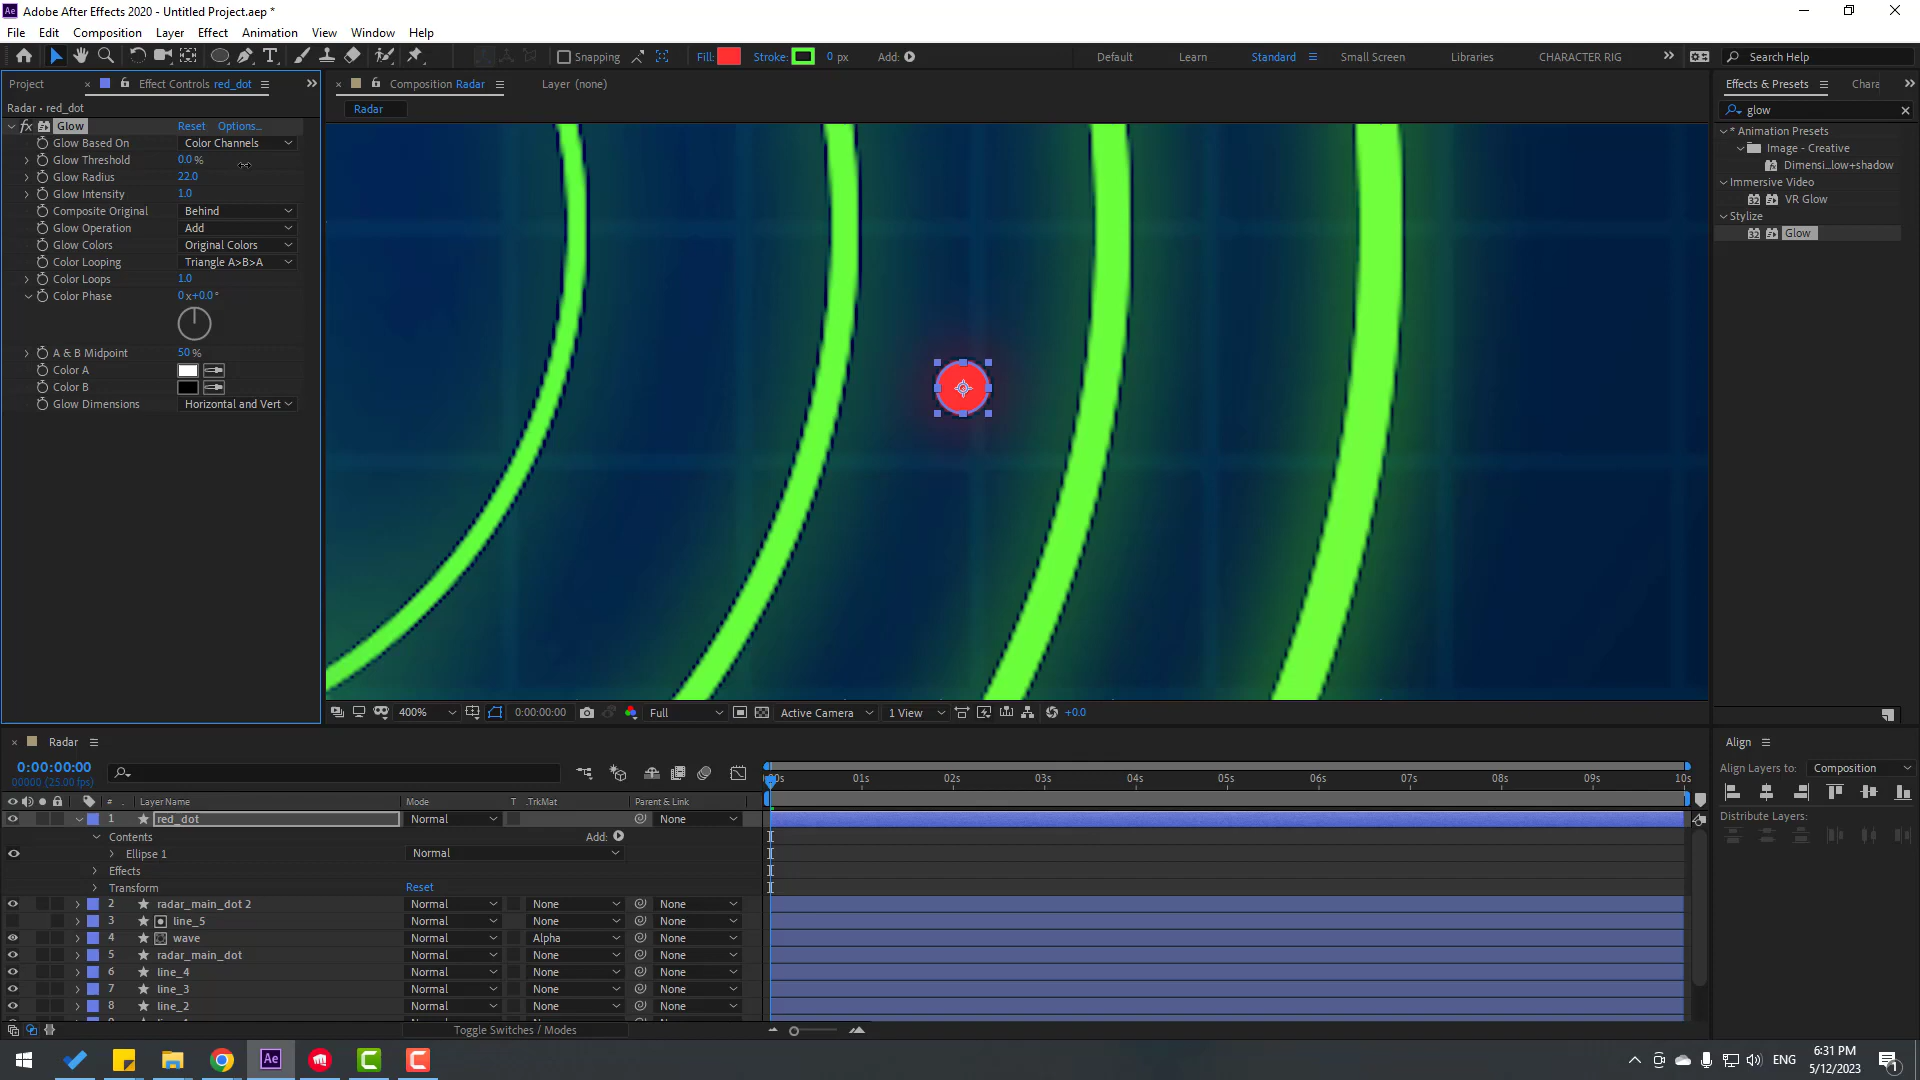 Ae Adobe After Effects 2020 - Untitled Project.aep *
File Edit Composition Layer Effect Animation View Window Help
Snapping Fill: Stroke: 0 px Add: Default Learn Standard Small Screen Libraries CHARACTER RIG Search Help
Project Effect Controls red_dot
Radar • red_dot
fx Glow Reset Options...
Glow Based On Color Channels
Glow Threshold 0.0 %
Glow Radius 22.0
Glow Intensity 1.0
Composite Original Behind
Glow Operation Add
Glow Colors Original Colors
Color Looping Triangle A>B>A
Color Loops 1.0
Color Phase 0 x+0.0 °
A & B Midpoint 50 %
Color A
Color B
Glow Dimensions Horizontal and Vert
Composition Radar Layer (none)
Radar
400% 0:00:00:00 Full Active Camera 1 View +0.0
Effects & Presets Chara
glow
* Animation Presets
Image - Creative
Dimensi...low+shadow
Immersive Video
32 VR Glow
Stylize
32 Glow
Radar
0:00:00:00
00000 (25.00 fps)
:00s 01s 02s 03s 04s 05s 06s 07s 08s 09s 10s
# Layer Name Mode T .TrkMat Parent & Link
1 red_dot Normal None
Contents Add:
Ellipse 1 Normal
Effects
Transform Reset
2 radar_main_dot 2 Normal None None
3 line_5 Normal None None
4 wave Normal Alpha None
5 radar_main_dot Normal None None
6 line_4 Normal None None
7 line_3 Normal None None
8 line_2 Normal None None
Toggle Switches / Modes
Align
Align Layers to: Composition
Distribute Layers:
Ae
ENG
6:31 PM
5/12/2023
1